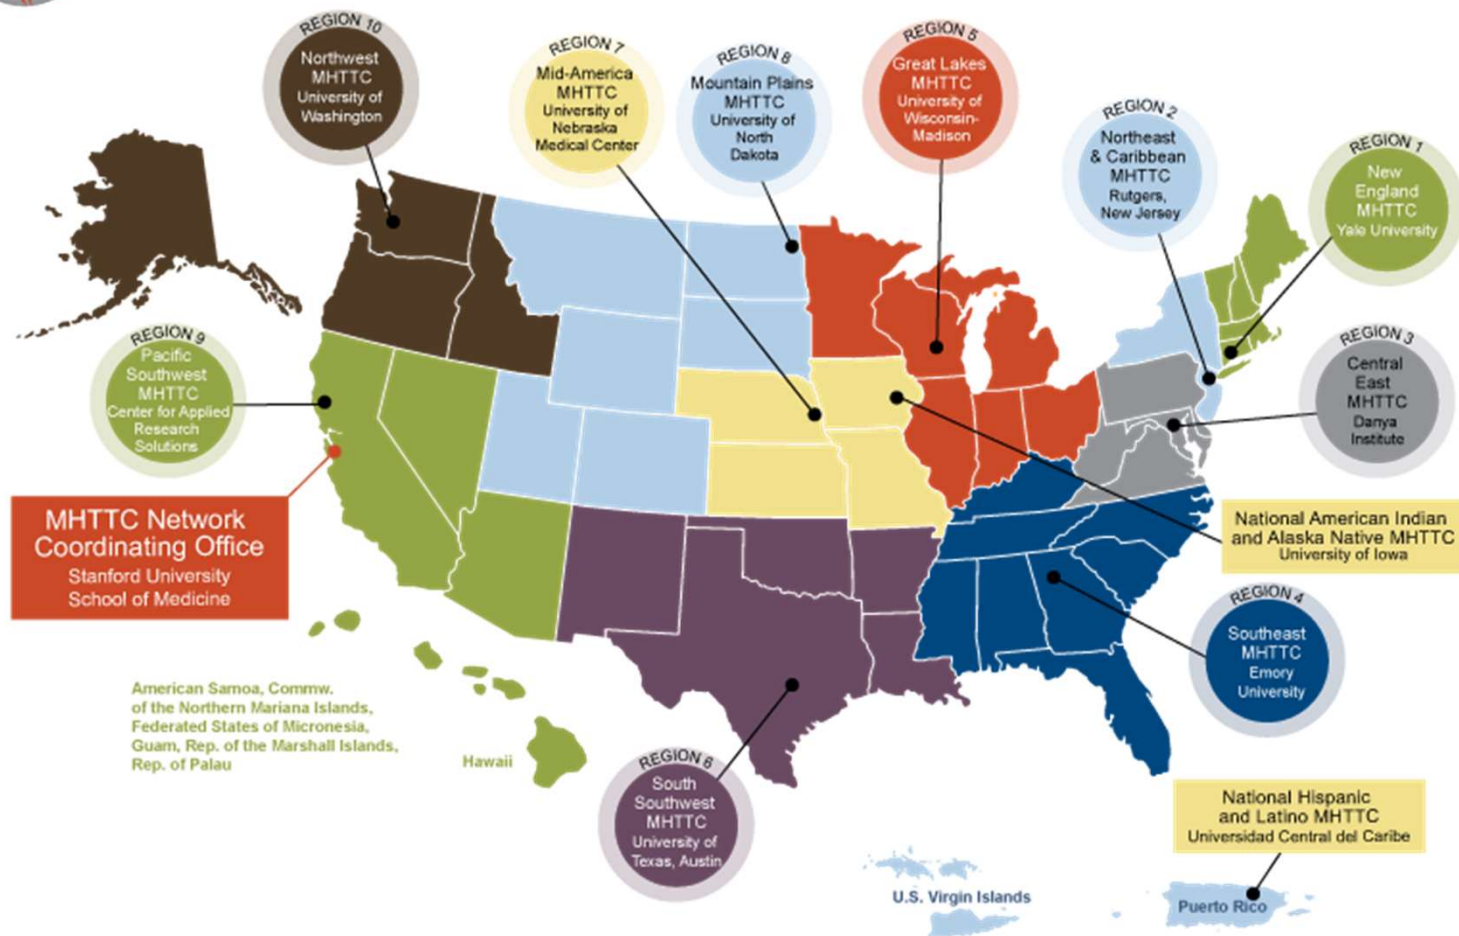 REGION 10
Northwest
MHTTC
University of
Washington
REGION 7
Mid-America
MHTTC
University of
Nebraska
Medical Center
REGION 8
Mountain Plains
MHTTC
University of
North
Dakota
REGION 5
Great Lakes
MHTTC
University of
Wisconsin-
Madison
REGION 2
Northeast
& Caribbean
MHTTC
Rutgers,
New Jersey
REGION 1
New
England
MHTTC
Yale University
REGION 9
Pacific
Southwest
MHTTC
Center for Applied
Research
Solutions
REGION 3
Central
East
MHTTC
Danya
Institute
MHTTC Network
Coordinating Office
Stanford University
School of Medicine
National American Indian
and Alaska Native MHTTC
University of Iowa
REGION 4
Southeast
MHTTC
Emory
University
American Samoa, Commw.
of the Northern Mariana Islands,
Federated States of Micronesia,
Guam, Rep. of the Marshall Islands,
Rep. of Palau
Hawaii
REGION 6
South
Southwest
MHTTC
University of
Texas, Austin
National Hispanic
and Latino MHTTC
Universidad Central del Caribe
U.S. Virgin Islands
Puerto Rico